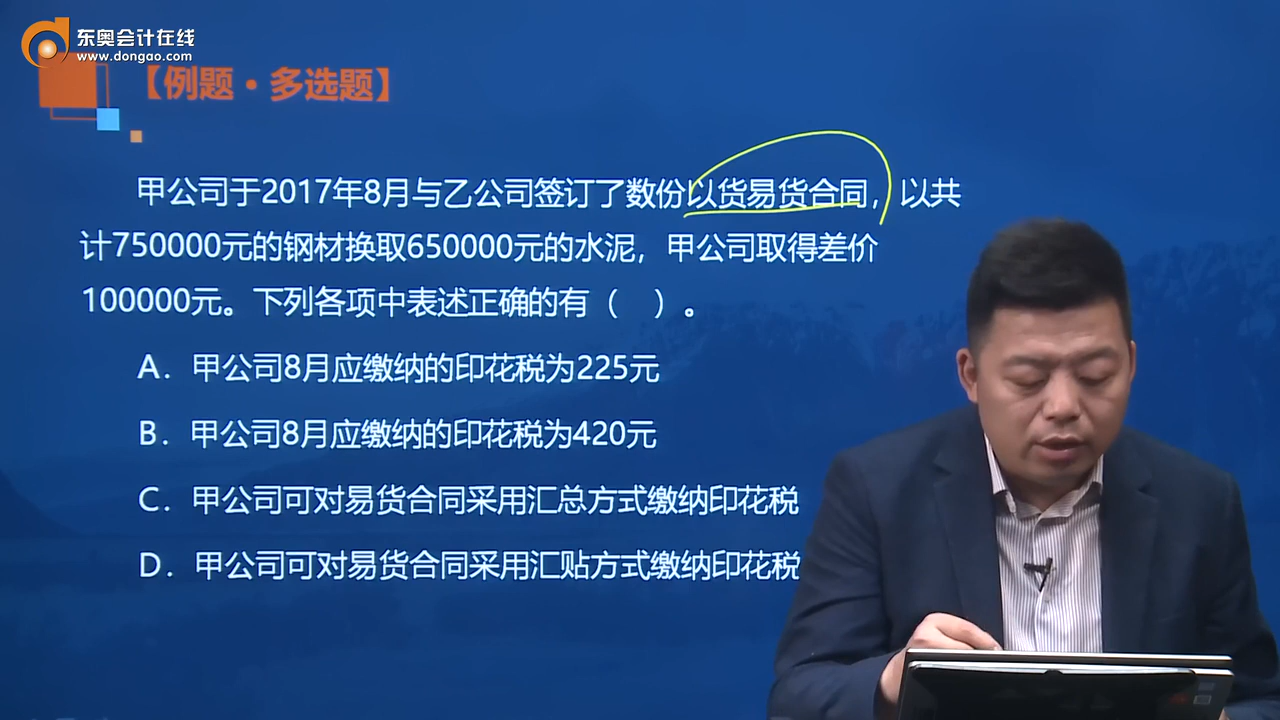 东奥会计在线
www.dongao.com
【例题·多选题】
甲公司于2017年8月与乙公司签订了数份以货易货合同，以共
计750000元的钢材换取650000元的水泥，甲公司取得差价
100000元。下列各项中表述正确的有（　）。
A．甲公司8月应缴纳的印花税为225元
B．甲公司8月应缴纳的印花税为420元
C．甲公司可对易货合同采用汇总方式缴纳印花税
D．甲公司可对易货合同采用汇贴方式缴纳印花税